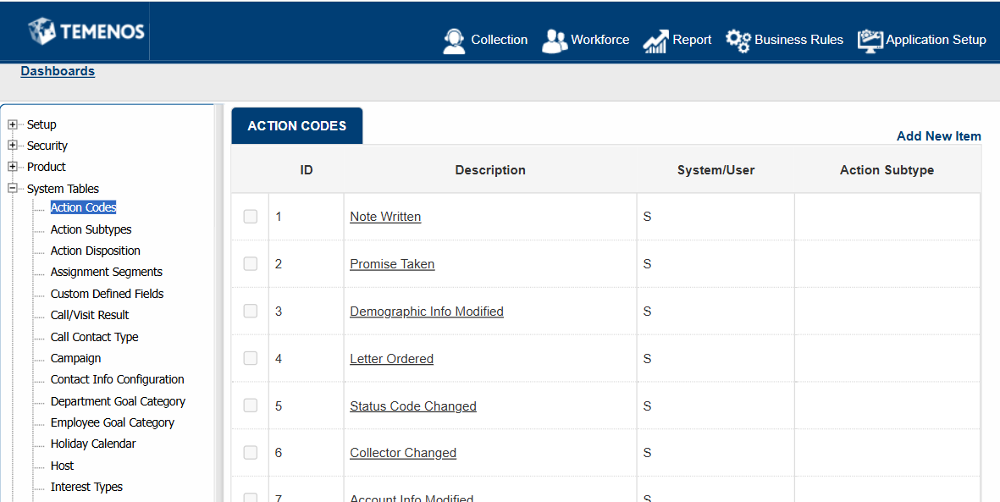 TEMENOS
Collection Workforce Report Business Rules Application Setup
Dashboards
Setup
Security
Product
System Tables
Action Codes
Action Subtypes
Action Disposition
Assignment Segments
Custom Defined Fields
Call/Visit Result
Call Contact Type
Campaign
Contact Info Configuration
Department Goal Category
Employee Goal Category
Holiday Calendar
Host
Interest Types
ACTION CODES
Add New Item
ID Description System/User Action Subtype
1 Note Written S
2 Promise Taken S
3 Demographic Info Modified S
4 Letter Ordered S
5 Status Code Changed S
6 Collector Changed S
7 Account Info Modified S